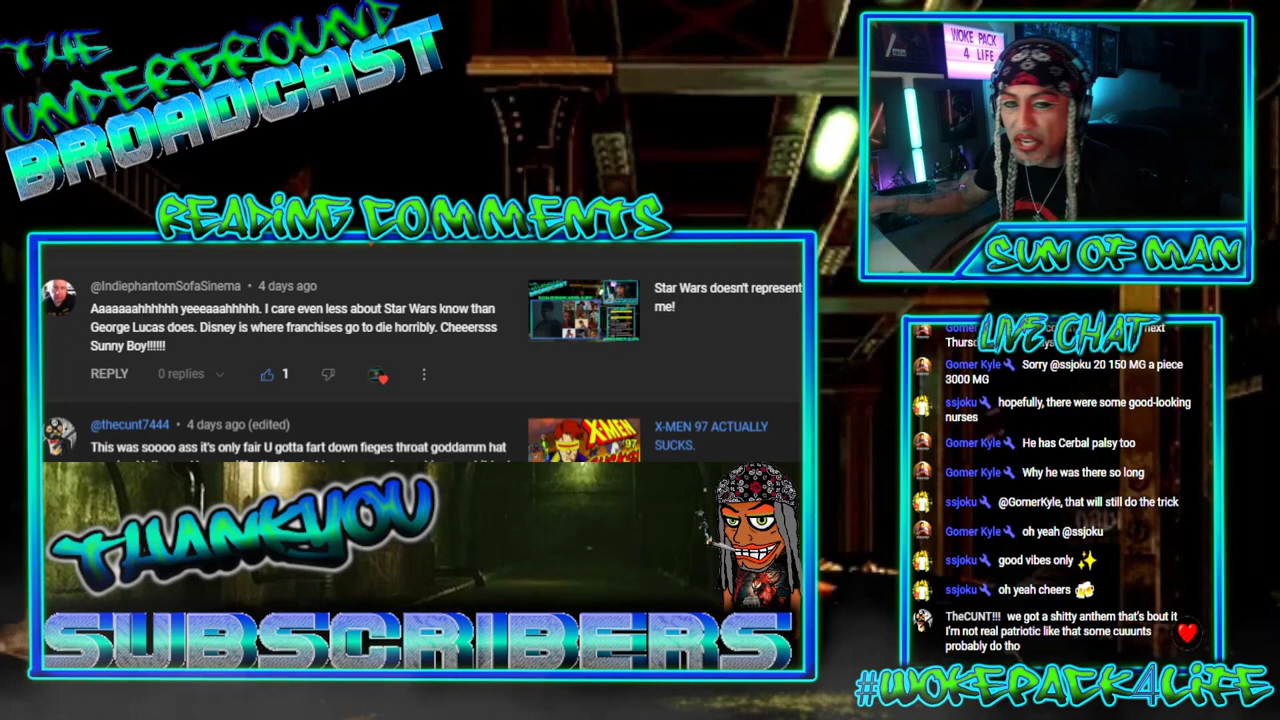 THE
UNDERGROUND
BROADCAST
WOKE PACK
4 LIFE
SUN OF MAN
READING COMMENTS
@IndiephantomSofaSinema • 4 days ago
Aaaaaahhhhhh yeeeaaahhhhh. I care even less about Star Wars know than
George Lucas does. Disney is where franchises go to die horribly. Cheeersss
Sunny Boy!!!!!!
REPLY 0 replies 1
Star Wars doesn't represent
me!
@thecunt7444 • 4 days ago (edited)
This was soooo ass it's only fair U gotta fart down fieges throat goddamm hat
X-MEN 97 ACTUALLY
SUCKS.
X-MEN
97
THANKYOU
SUBSCRIBERS
LIVE CHAT
Gomer next
Thurs
Gomer Kyle Sorry @ssjoku 20 150 MG a piece
3000 MG
ssjoku hopefully, there were some good-looking
nurses
Gomer Kyle He has Cerbal palsy too
Gomer Kyle Why he was there so long
ssjoku @GomerKyle, that will still do the trick
Gomer Kyle oh yeah @ssjoku
ssjoku good vibes only ✨
ssjoku oh yeah cheers 🍻
TheCUNT!!! we got a shitty anthem that's bout it
I'm not real patriotic like that some cuuunts
probably do tho
#WOKEPACK4LIFE